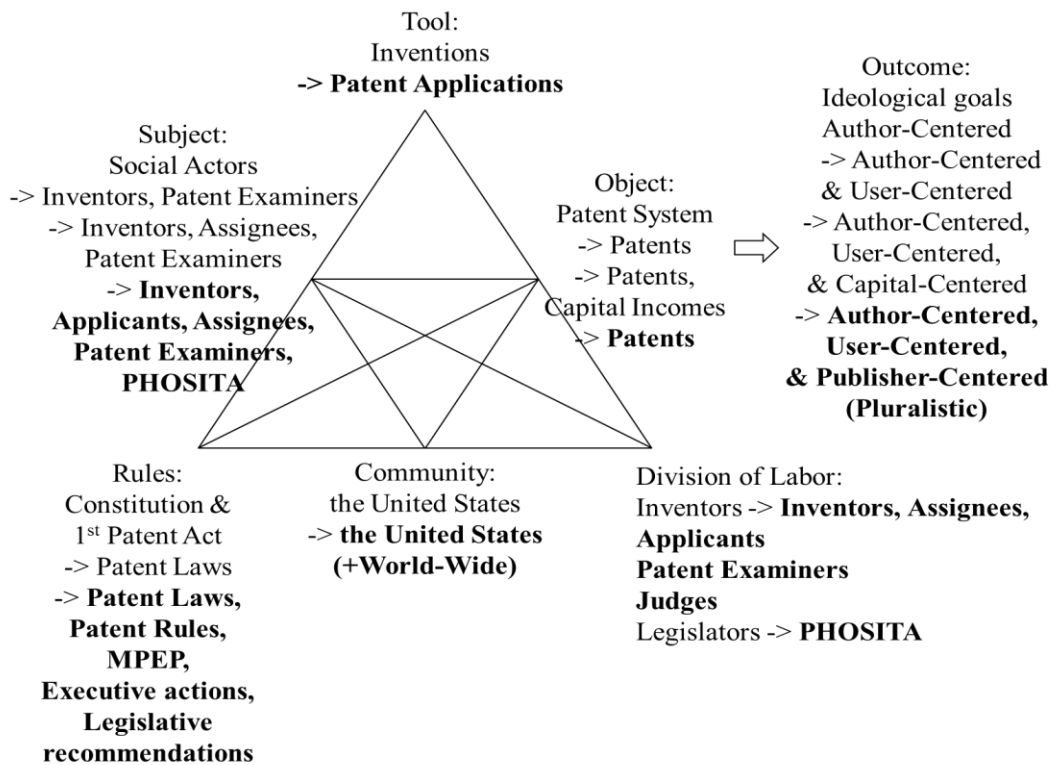 Tool:
Inventions
-> Patent Applications
Subject:
Social Actors
-> Inventors, Patent Examiners
-> Inventors, Assignees,
Patent Examiners
-> Inventors,
Applicants, Assignees,
Patent Examiners,
PHOSITA
Object:
Patent System
-> Patents
-> Patents,
Capital Incomes
-> Patents
Outcome:
Ideological goals
Author-Centered
-> Author-Centered
& User-Centered
-> Author-Centered,
User-Centered,
& Capital-Centered
-> Author-Centered,
User-Centered,
& Publisher-Centered
(Pluralistic)
Rules:
Constitution &
1st Patent Act
-> Patent Laws
-> Patent Laws,
Patent Rules,
MPEP,
Executive actions,
Legislative
recommendations
Community:
the United States
-> the United States
(+World-Wide)
Division of Labor:
Inventors -> Inventors, Assignees,
Applicants
Patent Examiners
Judges
Legislators -> PHOSITA